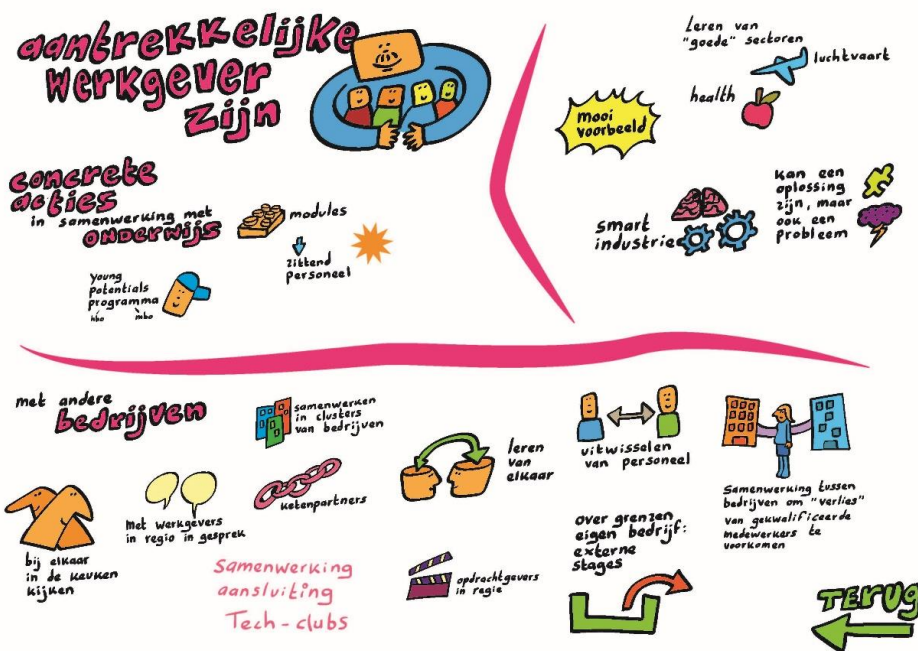 aantrekkelijke
werkgever
zijn
concrete
acties
in samenwerking met
onderwijs
modules
zittend
personeel
young
potentials
programma
hbo mbo
Leren van
"goede" sectoren
luchtvaart
health
mooi
voorbeeld
smart
industrie
kan een
oplossing
zijn, maar
ook een
probleem
met andere
bedrijven
samenwerken
in clusters
van bedrijven
bij elkaar
in de keuken
kijken
Met werkgevers
in regio in gesprek
ketenpartners
leren
van
elkaar
uitwisselen
van personeel
Samenwerking tussen
bedrijven om "verlies"
van gekwalificeerde
medewerkers te
voorkomen
Samenwerking
aansluiting
Tech-clubs
opdrachtgevers
in regie
over grenzen
eigen bedrijf:
externe
stages
TERUG